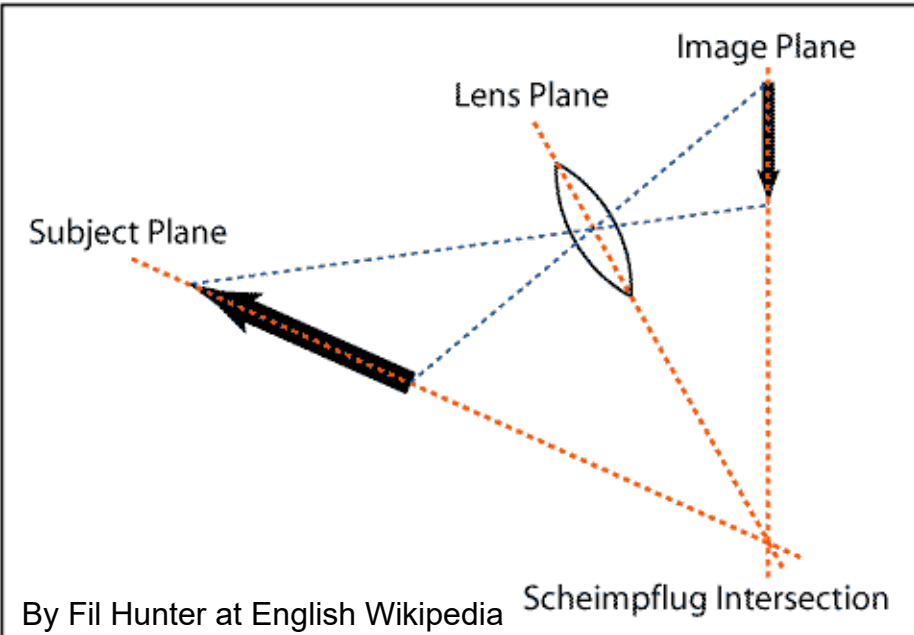 Image Plane
Lens Plane
Subject Plane
Scheimpflug Intersection
By Fil Hunter at English Wikipedia